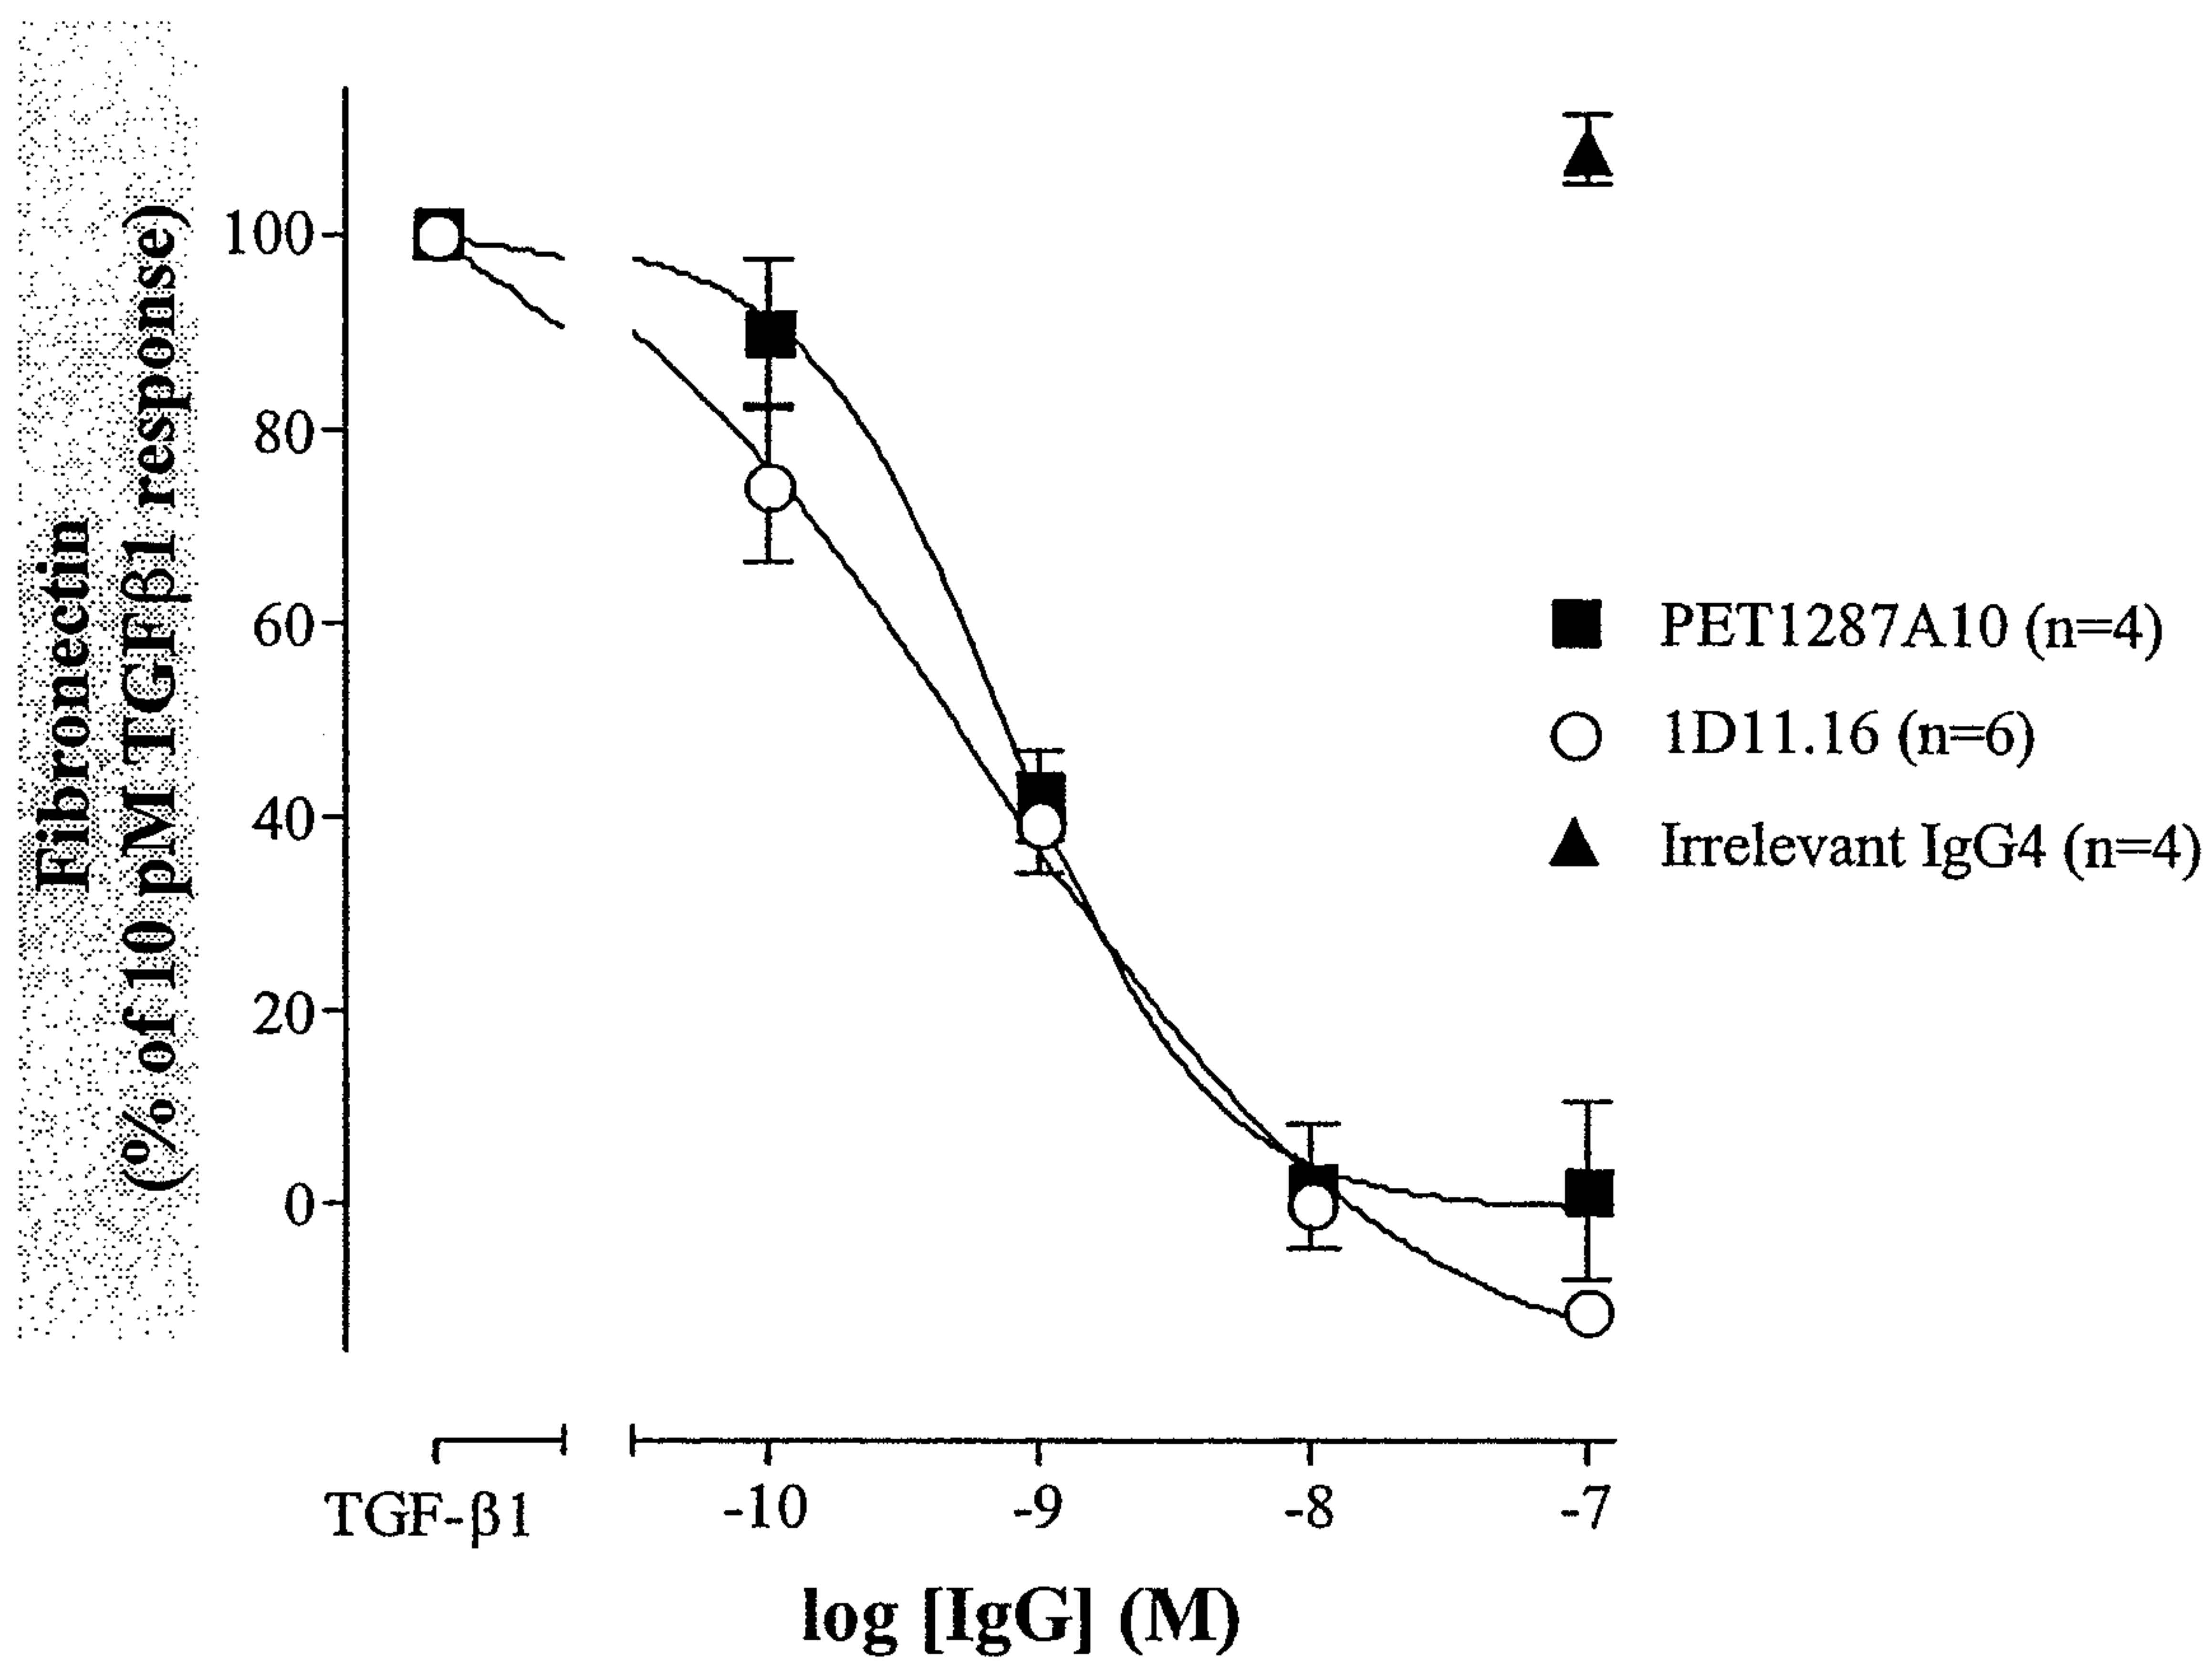 Fibronectin
(% of 10 pM TGFβ1 response)
100
80
60
40
20
0
PET1287A10 (n=4)
1D11.16 (n=6)
Irrelevant IgG4 (n=4)
TGF-β1
-10
-9
-8
-7
log [IgG] (M)